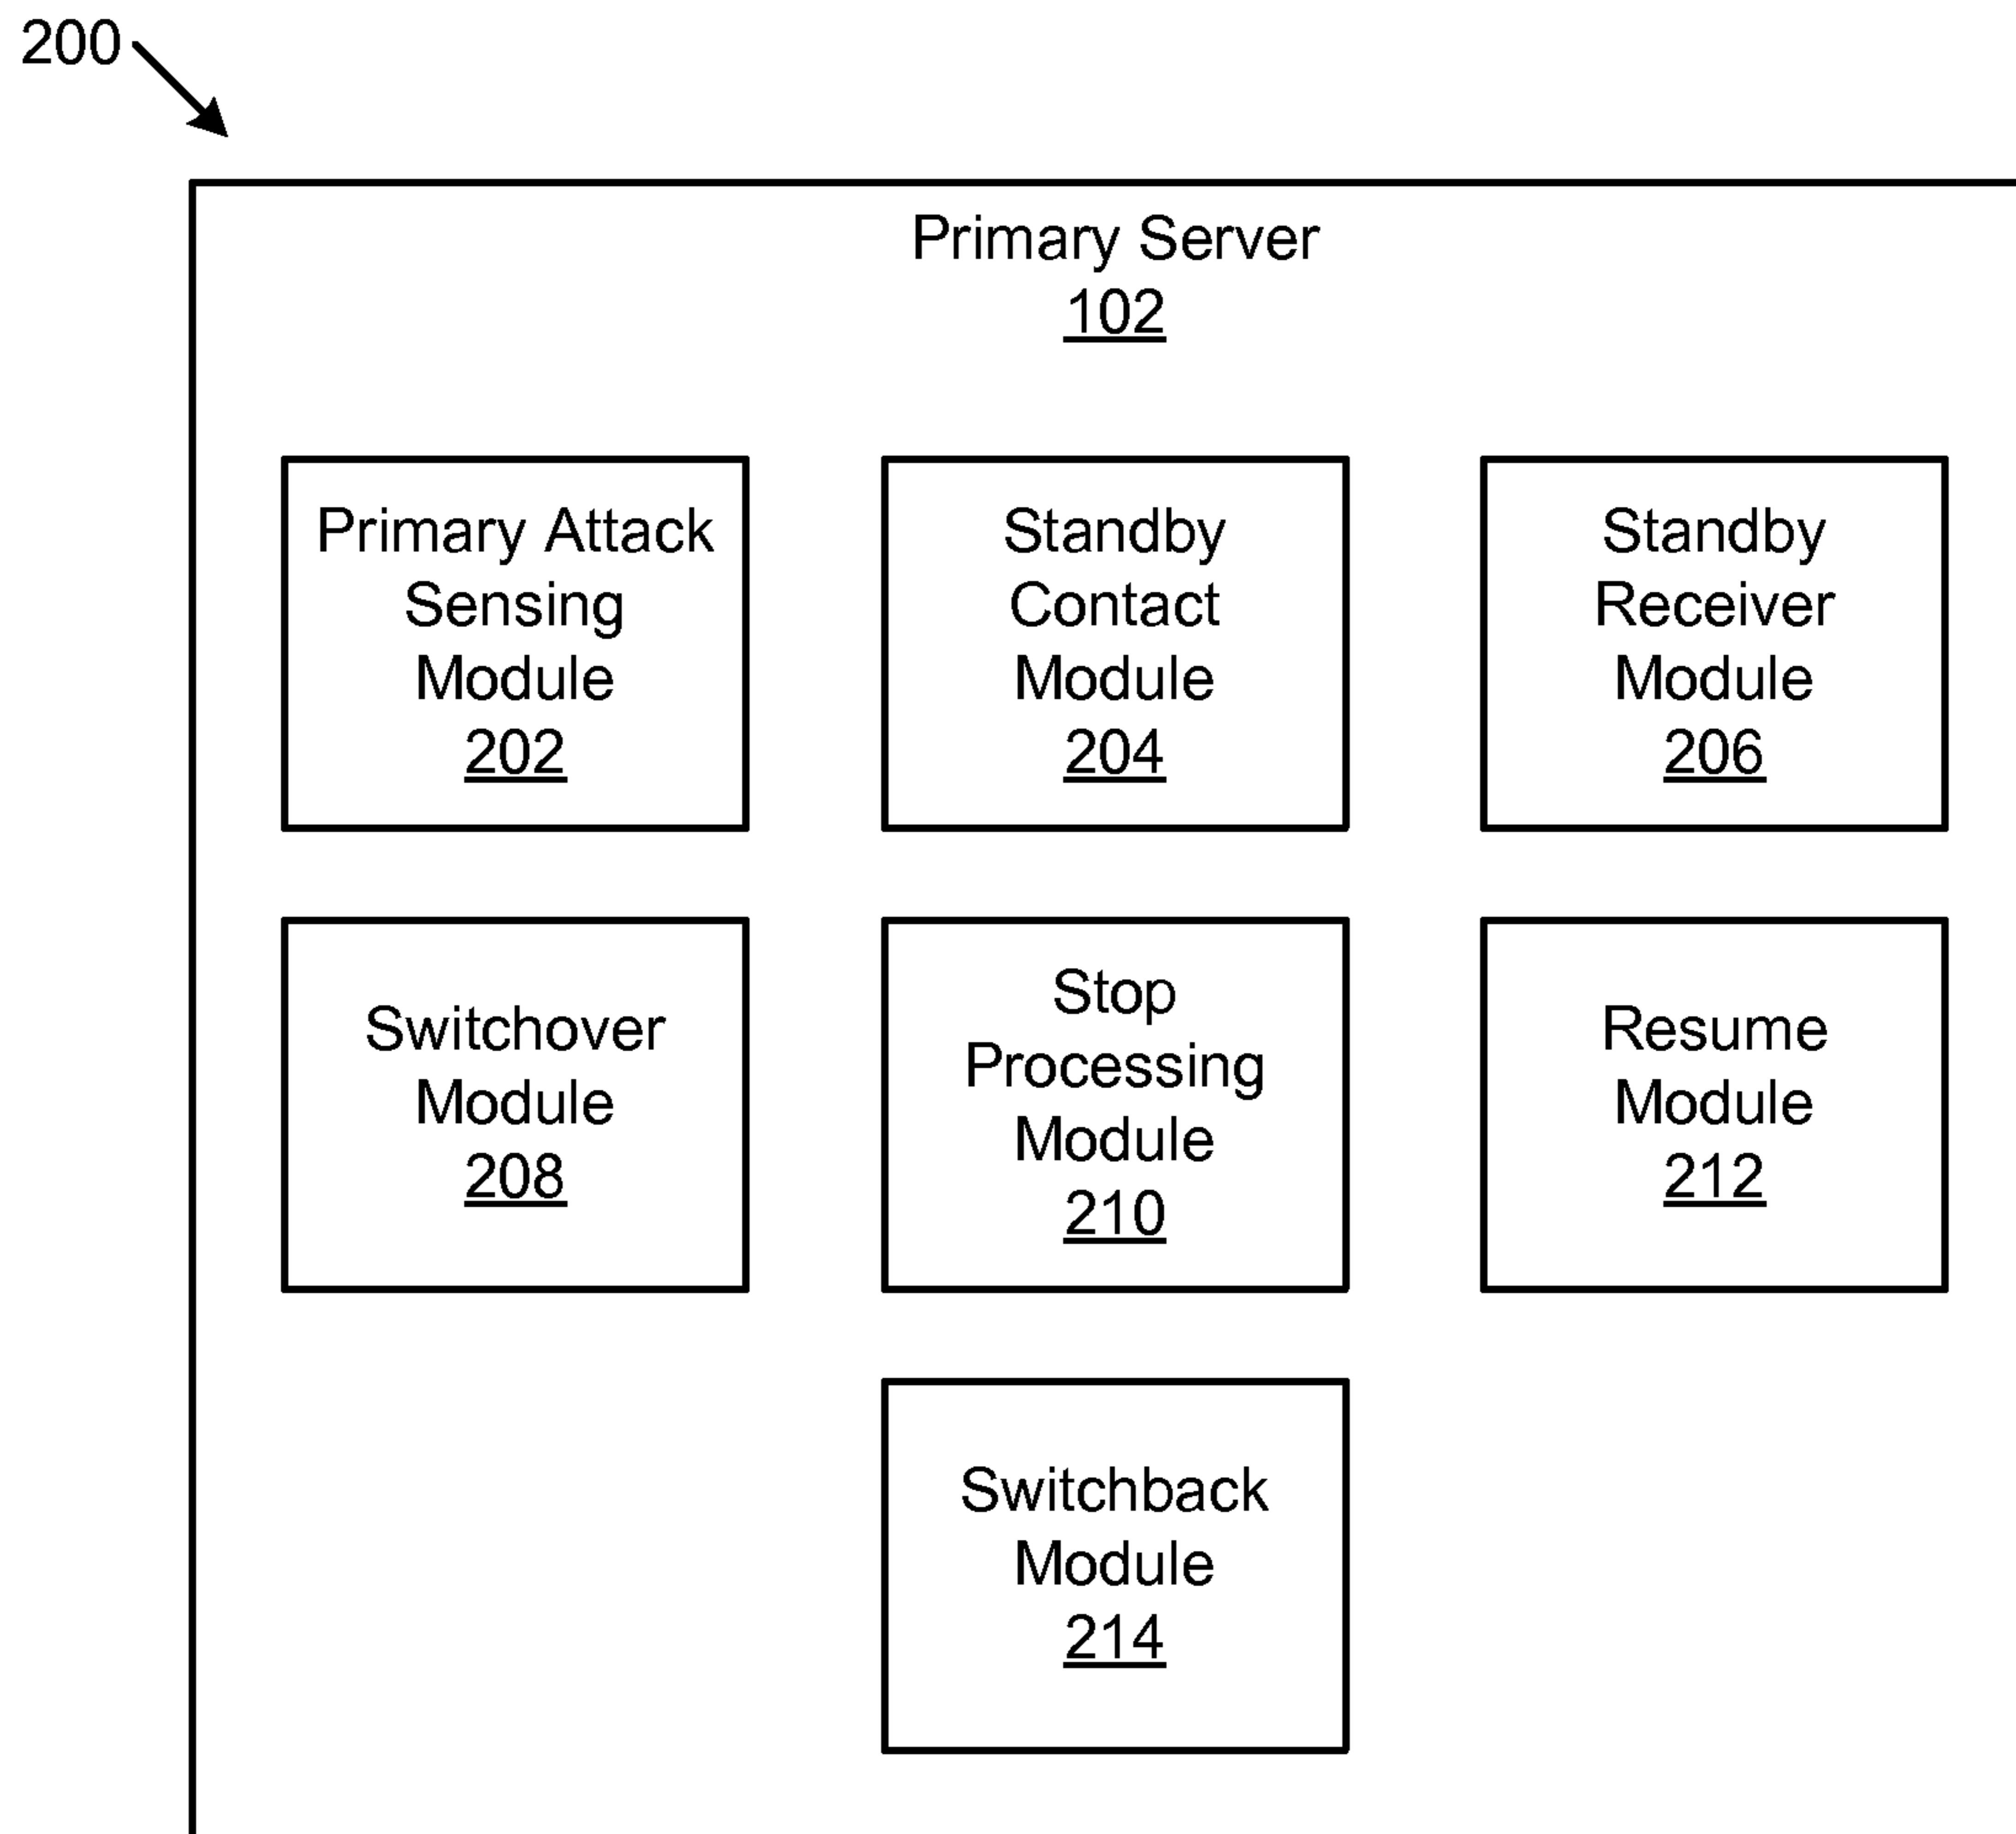 200
Primary Server
102
Primary Attack
Sensing
Module
202
Standby
Contact
Module
204
Standby
Receiver
Module
206
Switchover
Module
208
Stop
Processing
Module
210
Resume
Module
212
Switchback
Module
214